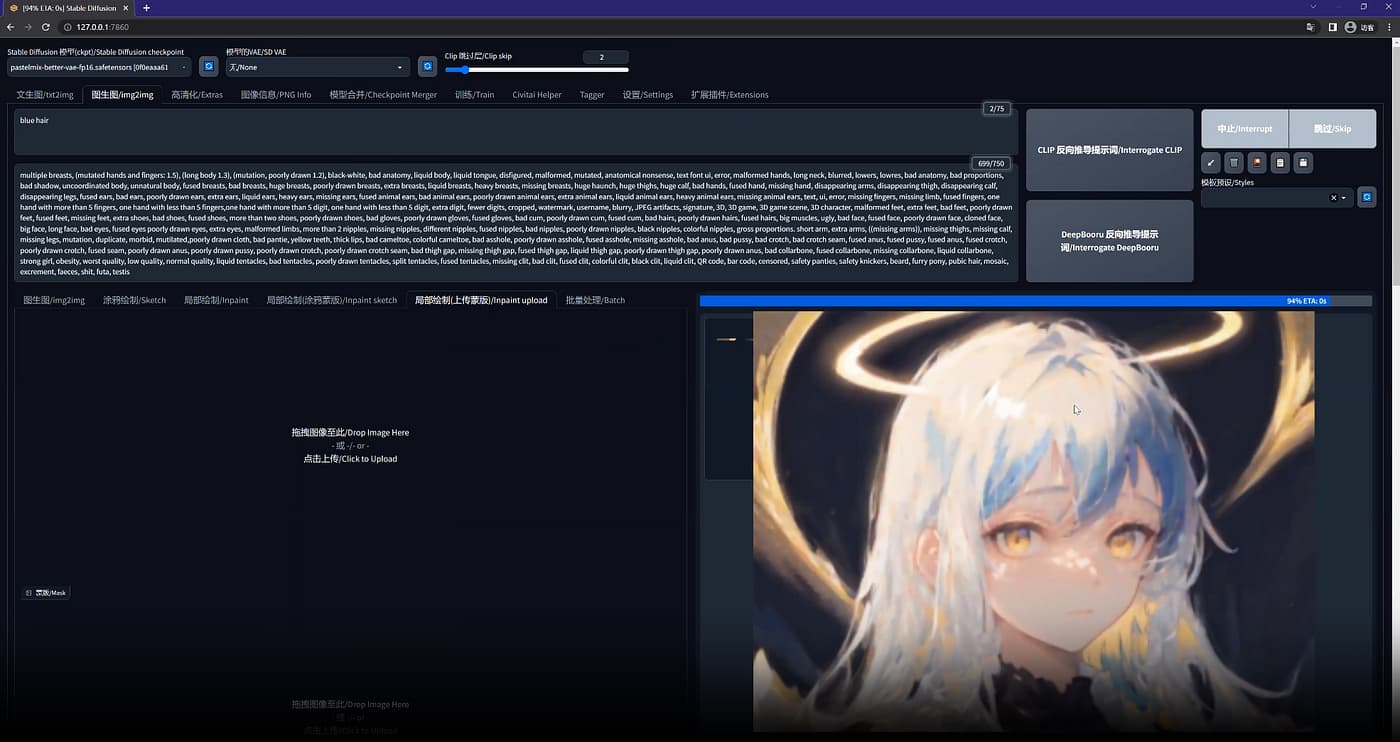 [94% ETA: 0s] Stable Diffusion
127.0.0.1:7860
访客
Stable Diffusion 模型(ckpt)/Stable Diffusion checkpoint
模型的VAE/SD VAE
Clip 跳过层/Clip skip
2
pastelmix-better-vae-fp16.safetensors [0f0eaaa61
无/None
文生图/txt2img
图生图/img2img
高清化/Extras
图像信息/PNG Info
模型合并/Checkpoint Merger
训练/Train
Civitai Helper
Tagger
设置/Settings
扩展插件/Extensions
2/75
blue hair
699/750
multiple breasts, (mutated hands and fingers: 1.5), (long body 1.3), (mutation, poorly drawn 1.2), black-white, bad anatomy, liquid body, liquid tongue, disfigured, malformed, mutated, anatomical nonsense, text font ui, error, malformed hands, long neck, blurred, lowers, lowres, bad anatomy, bad proportions,
bad shadow, uncoordinated body, unnatural body, fused breasts, bad breasts, huge breasts, poorly drawn breasts, extra breasts, liquid breasts, heavy breasts, missing breasts, huge haunch, huge thighs, huge calf, bad hands, fused hand, missing hand, disappearing arms, disappearing thigh, disappearing calf,
disappearing legs, fused ears, bad ears, poorly drawn ears, extra ears, liquid ears, heavy ears, missing ears, fused animal ears, bad animal ears, poorly drawn animal ears, extra animal ears, liquid animal ears, heavy animal ears, missing animal ears, text, ui, error, missing fingers, missing limb, fused fingers, one
hand with more than 5 fingers, one hand with less than 5 fingers,one hand with more than 5 digit, one hand with less than 5 digit, extra digit, fewer digits, cropped, watermark, username, blurry, JPEG artifacts, signature, 3D, 3D game, 3D game scene, 3D character, malformed feet, extra feet, bad feet, poorly drawn
feet, fused feet, missing feet, extra shoes, bad shoes, fused shoes, more than two shoes, poorly drawn shoes, bad gloves, poorly drawn gloves, fused gloves, bad cum, poorly drawn cum, fused cum, bad hairs, poorly drawn hairs, fused hairs, big muscles, ugly, bad face, fused face, poorly drawn face, cloned face,
big face, long face, bad eyes, fused eyes poorly drawn eyes, extra eyes, malformed limbs, more than 2 nipples, missing nipples, different nipples, fused nipples, bad nipples, poorly drawn nipples, black nipples, colorful nipples, gross proportions. short arm, extra arms, ((missing arms)), missing thighs, missing calf,
missing legs, mutation, duplicate, morbid, mutilated,poorly drawn cloth, bad pantie, yellow teeth, thick lips, bad cameltoe, colorful cameltoe, bad asshole, poorly drawn asshole, fused asshole, missing asshole, bad anus, bad pussy, bad crotch, bad crotch seam, fused anus, fused pussy, fused anus, fused crotch,
poorly drawn crotch, fused seam, poorly drawn anus, poorly drawn pussy, poorly drawn crotch, poorly drawn crotch seam, bad thigh gap, missing thigh gap, fused thigh gap, liquid thigh gap, poorly drawn thigh gap, poorly drawn anus, bad collarbone, fused collarbone, missing collarbone, liquid collarbone,
strong girl, obesity, worst quality, low quality, normal quality, liquid tentacles, bad tentacles, poorly drawn tentacles, split tentacles, fused tentacles, missing clit, bad clit, fused clit, colorful clit, black clit, liquid clit, QR code, bar code, censored, safety panties, safety knickers, beard, furry pony, pubic hair, mosaic,
excrement, faeces, shit, futa, testis
CLIP 反向推导提示词/Interrogate CLIP
DeepBooru 反向推导提示
词/Interrogate DeepBooru
中止/Interrupt
跳过/Skip
模板预设/Styles
图生图/img2img
涂鸦绘制/Sketch
局部绘制/Inpaint
局部绘制(涂鸦蒙版)/Inpaint sketch
局部绘制(上传蒙版)/Inpaint upload
批量处理/Batch
94% ETA: 0s
拖拽图像至此/Drop Image Here
- 或 -/- or -
点击上传/Click to Upload
蒙版/Mask
拖拽图像至此/Drop Image Here
- 或 -/- or -
点击上传/Click to Upload